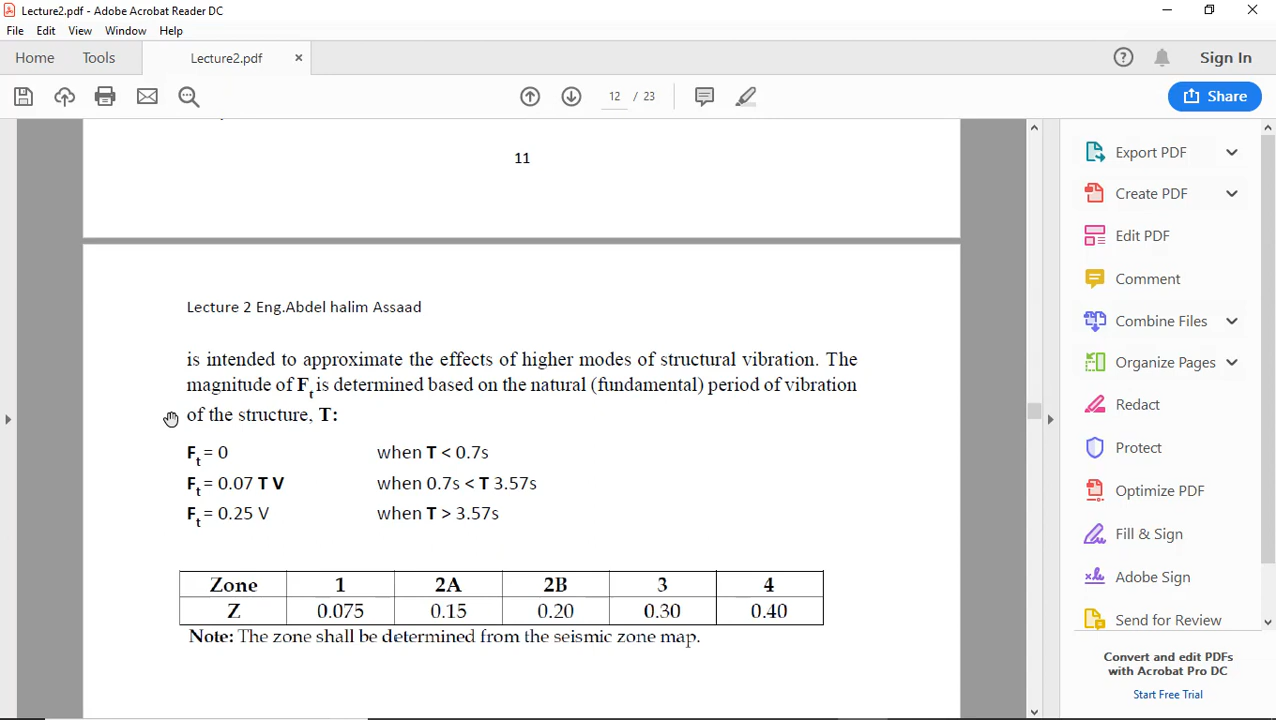 Lecture2.pdf - Adobe Acrobat Reader DC
File Edit View Window Help
Home Tools Lecture2.pdf
Sign In
12 / 23
Share
11
Lecture 2 Eng.Abdel halim Assaad
is intended to approximate the effects of higher modes of structural vibration. The
magnitude of Ft is determined based on the natural (fundamental) period of vibration
of the structure, T:
Ft = 0 when T < 0.7s
Ft = 0.07 T V when 0.7s < T 3.57s
Ft = 0.25 V when T > 3.57s
Zone 1 2A 2B 3 4
Z 0.075 0.15 0.20 0.30 0.40
Note: The zone shall be determined from the seismic zone map.
Export PDF
Create PDF
Edit PDF
Comment
Combine Files
Organize Pages
Redact
Protect
Optimize PDF
Fill & Sign
Adobe Sign
Send for Review
Convert and edit PDFs
with Acrobat Pro DC
Start Free Trial